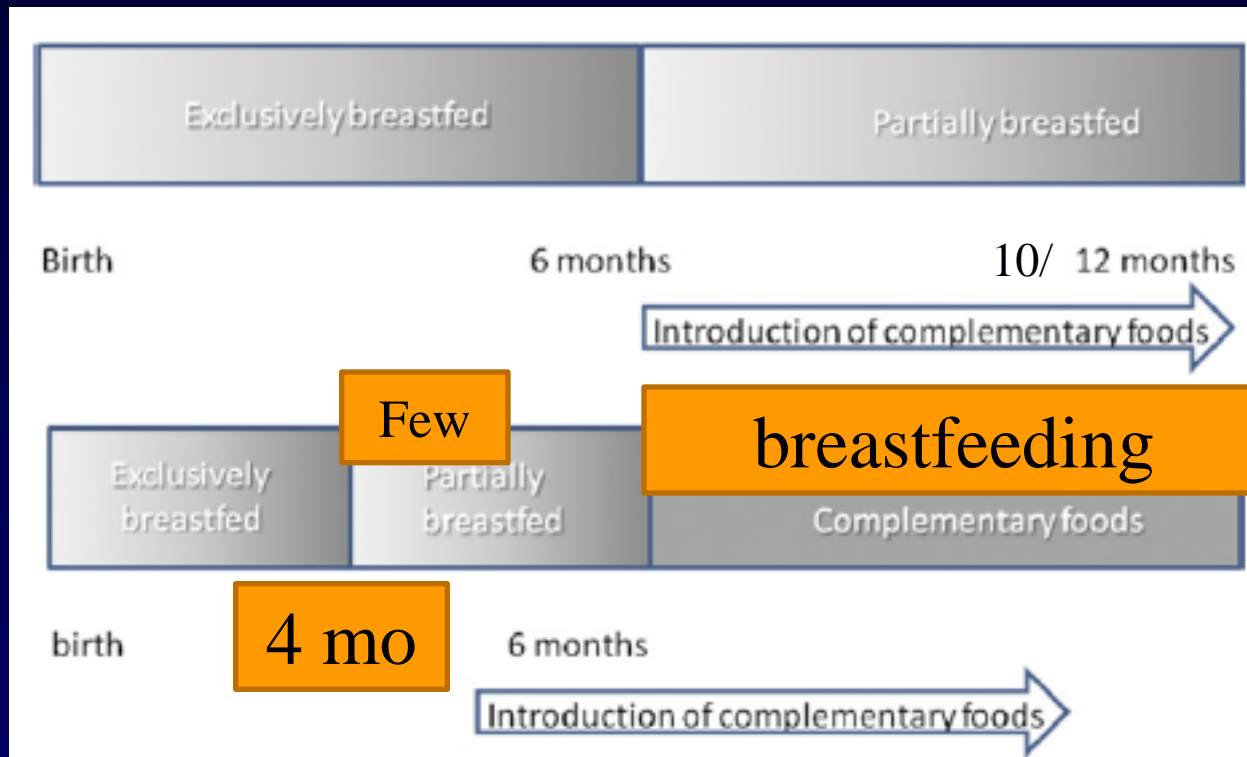 Exclusively breastfed
Partially breastfed
Birth
6 months
10/ 12 months
Introduction of complementary foods
Few
breastfeeding
Exclusively
breastfed
Partially
breastfed
Complementary foods
birth
4 mo
6 months
Introduction of complementary foods